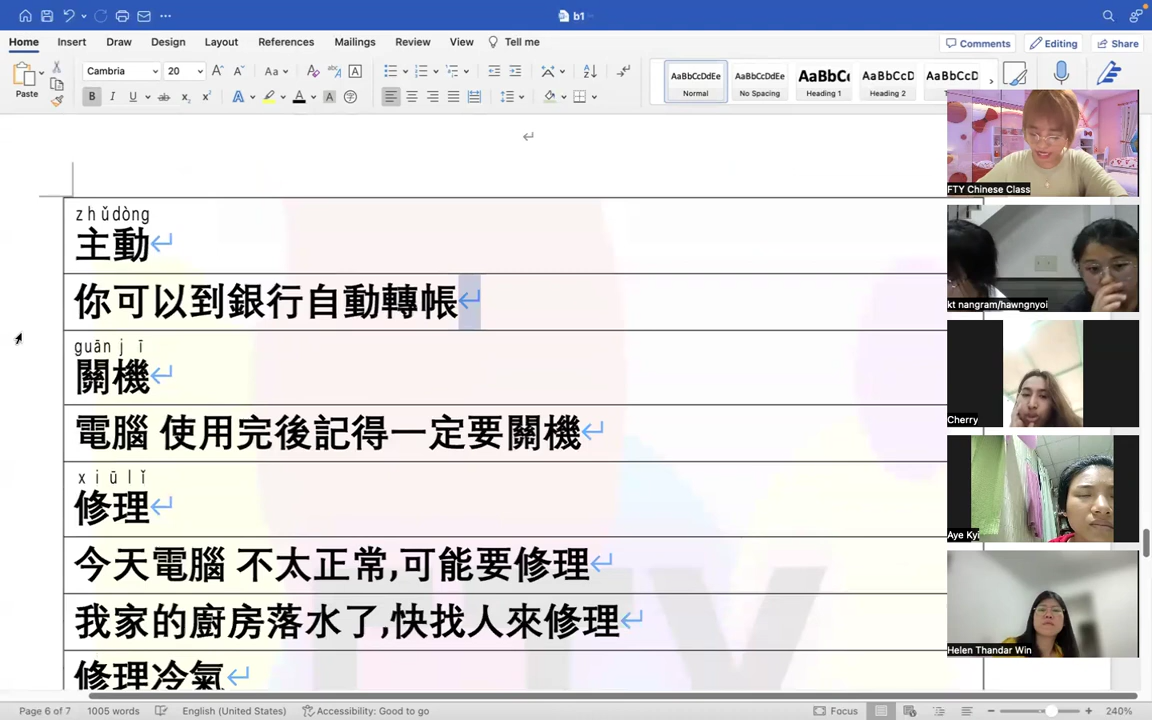 b1
Home Insert Draw Design Layout References Mailings Review View Tell me
Comments Editing Share
Paste
Cambria 20
AaBbCcDdEe AaBbCcDdEe AaBbC AaBbCcD AaBbCcD
Normal No Spacing Heading 1 Heading 2
zhǔdòng
主動
你可以到銀行自動轉帳
guānjī
關機
電腦 使用完後記得一定要關機
xiūlǐ
修理
今天電腦 不太正常,可能要修理
我家的廚房落水了,快找人來修理
修理冷氣
FTY
FTY Chinese Class
kt nangram/hawngnyoi
Cherry
Aye Kyi
Helen Thandar Win
Page 6 of 7 1005 words English (United States) Accessibility: Good to go Focus 240%